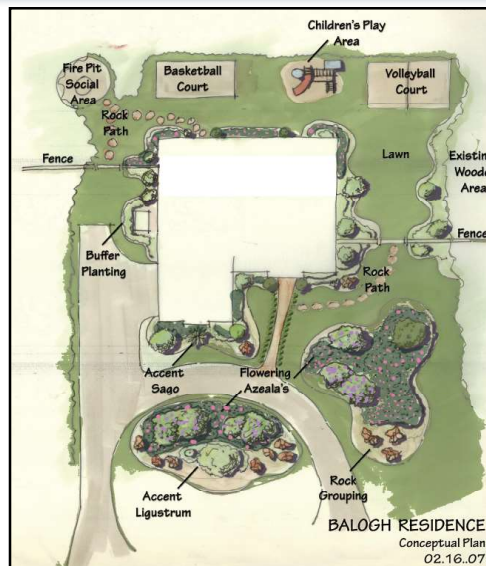 Children's Play
Area
Fire Pit
Social
Area
Basketball
Court
Volleyball
Court
Rock
Path
Fence
Lawn
Existin
Woode
Area
Fence
Buffer
Planting
Rock
Path
Accent
Sago
Flowering
Azeala's
Accent
Ligustrum
Rock
Grouping
BALOGH RESIDENCE
Conceptual Plan
02.16.07